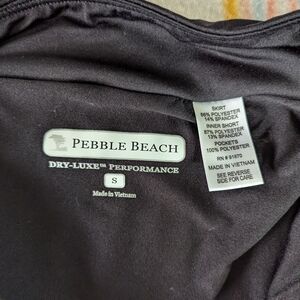 PEBBLE BEACH
DRY-LUXE™ PERFORMANCE
S
Made in Vietnam
SKIRT
86% POLYESTER
14% SPANDEX
INNER SHORT
87% POLYESTER
13% SPANDEX
POCKETS
100% POLYESTER
RN # 91870
MADE IN VIETNAM
SEE REVERSE
SIDE FOR CARE